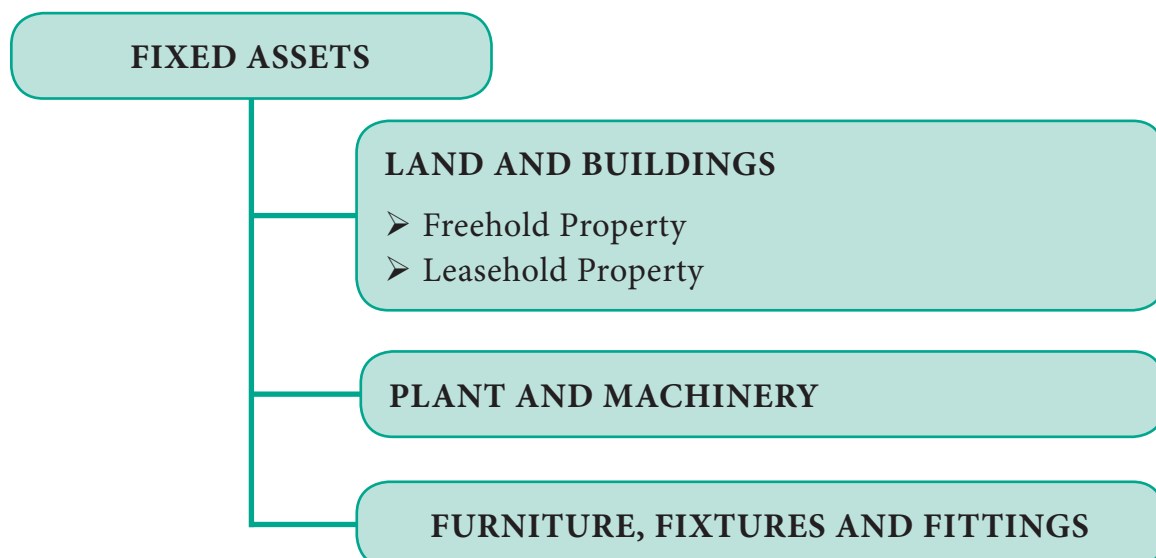 FIXED ASSETS
LAND AND BUILDINGS
➢ Freehold Property
➢ Leasehold Property
PLANT AND MACHINERY
FURNITURE, FIXTURES AND FITTINGS